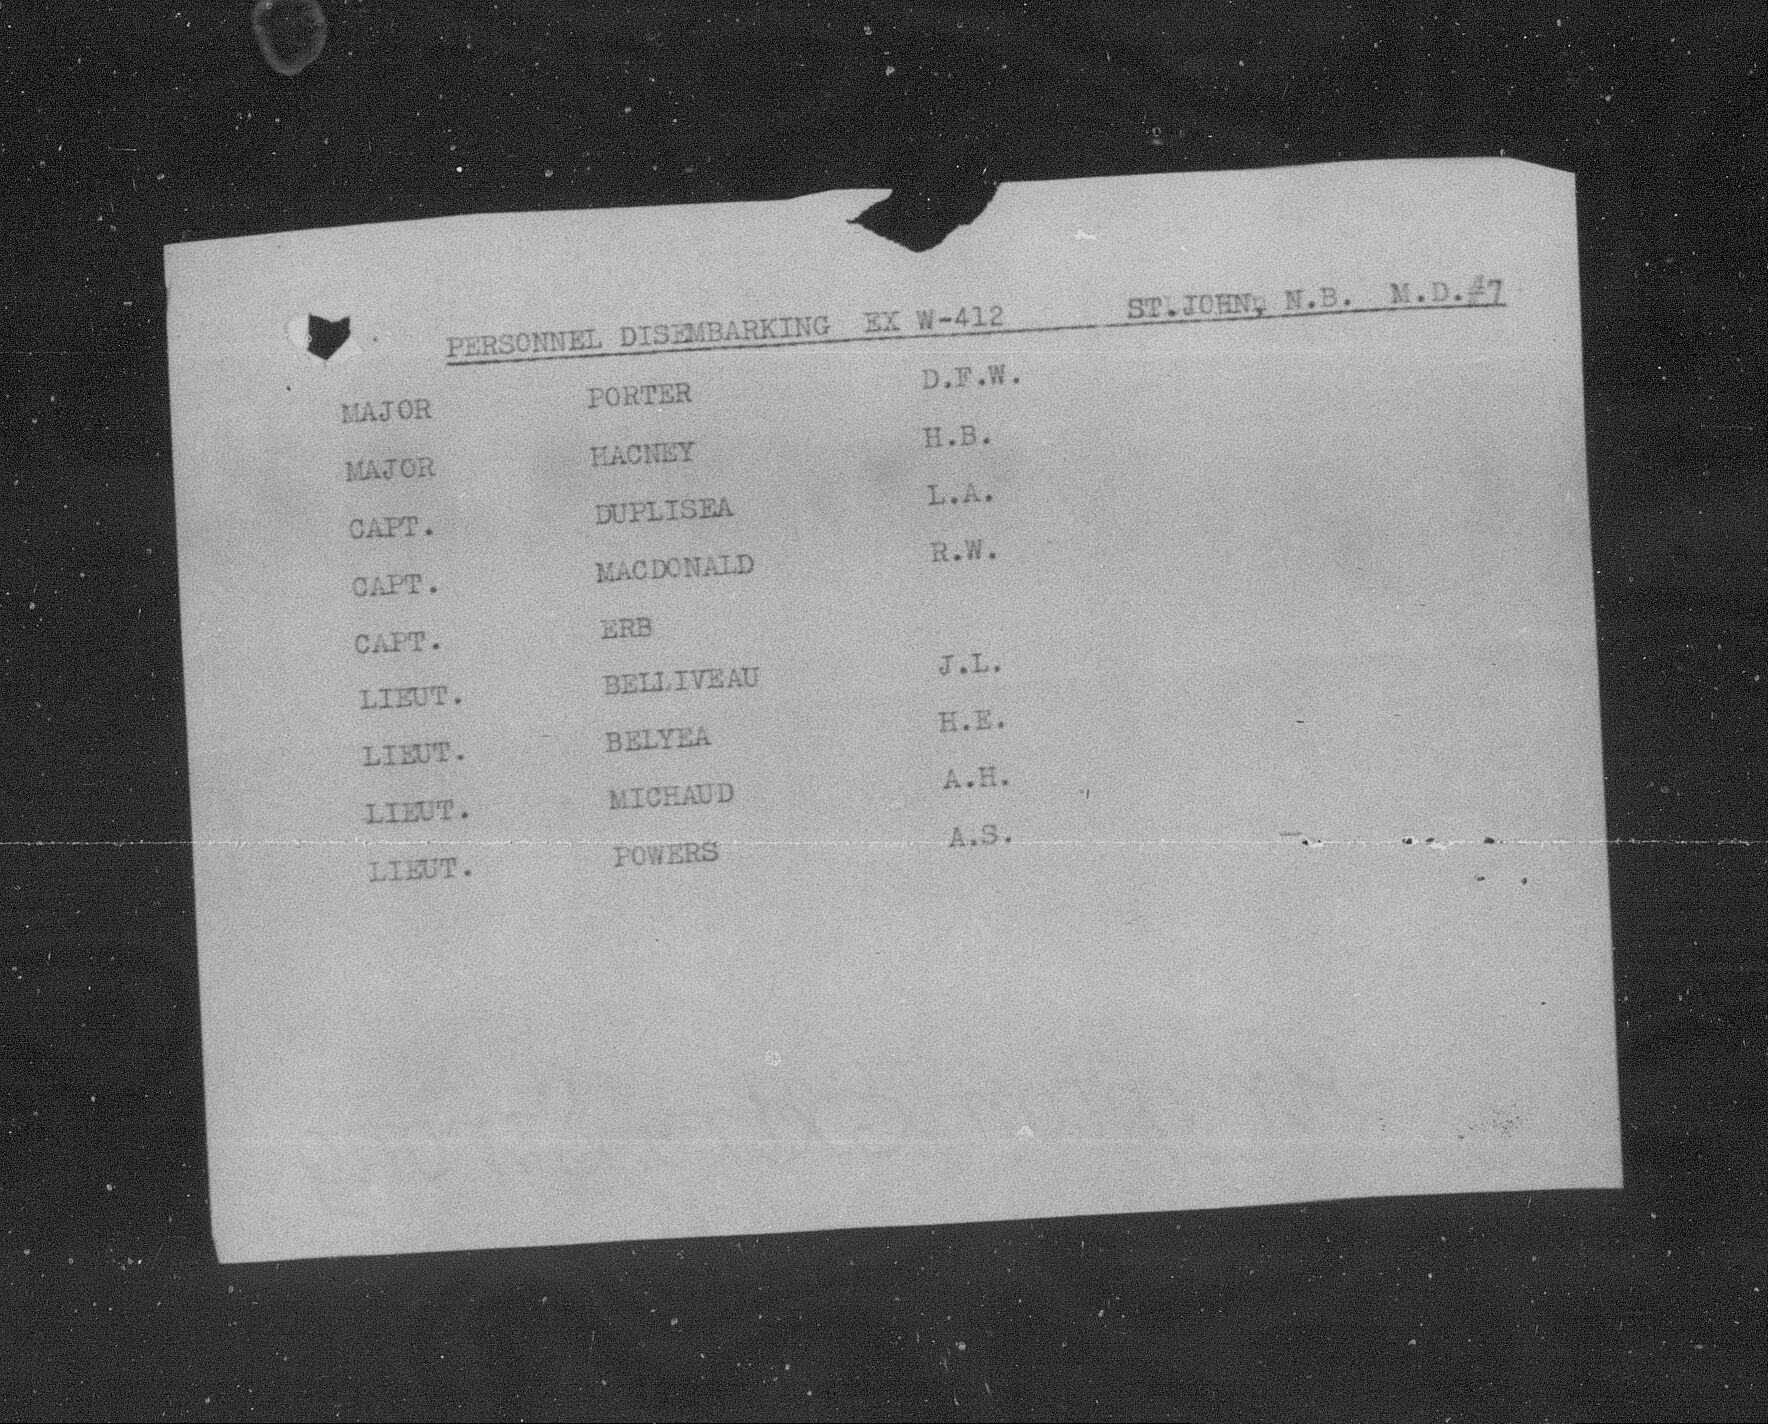 PERSONNEL DISEMBARKING EX W-412 ST.JOHN, N.B. M.D.#7
MAJOR PORTER D.F.W.
MAJOR HACNEY H.B.
CAPT. DUPLISEA L.A.
CAPT. MACDONALD R.W.
CAPT. ERB
LIEUT. BELLIVEAU J.L.
LIEUT. BELYEA H.E.
LIEUT. MICHAUD A.H.
LIEUT. POWERS A.S.